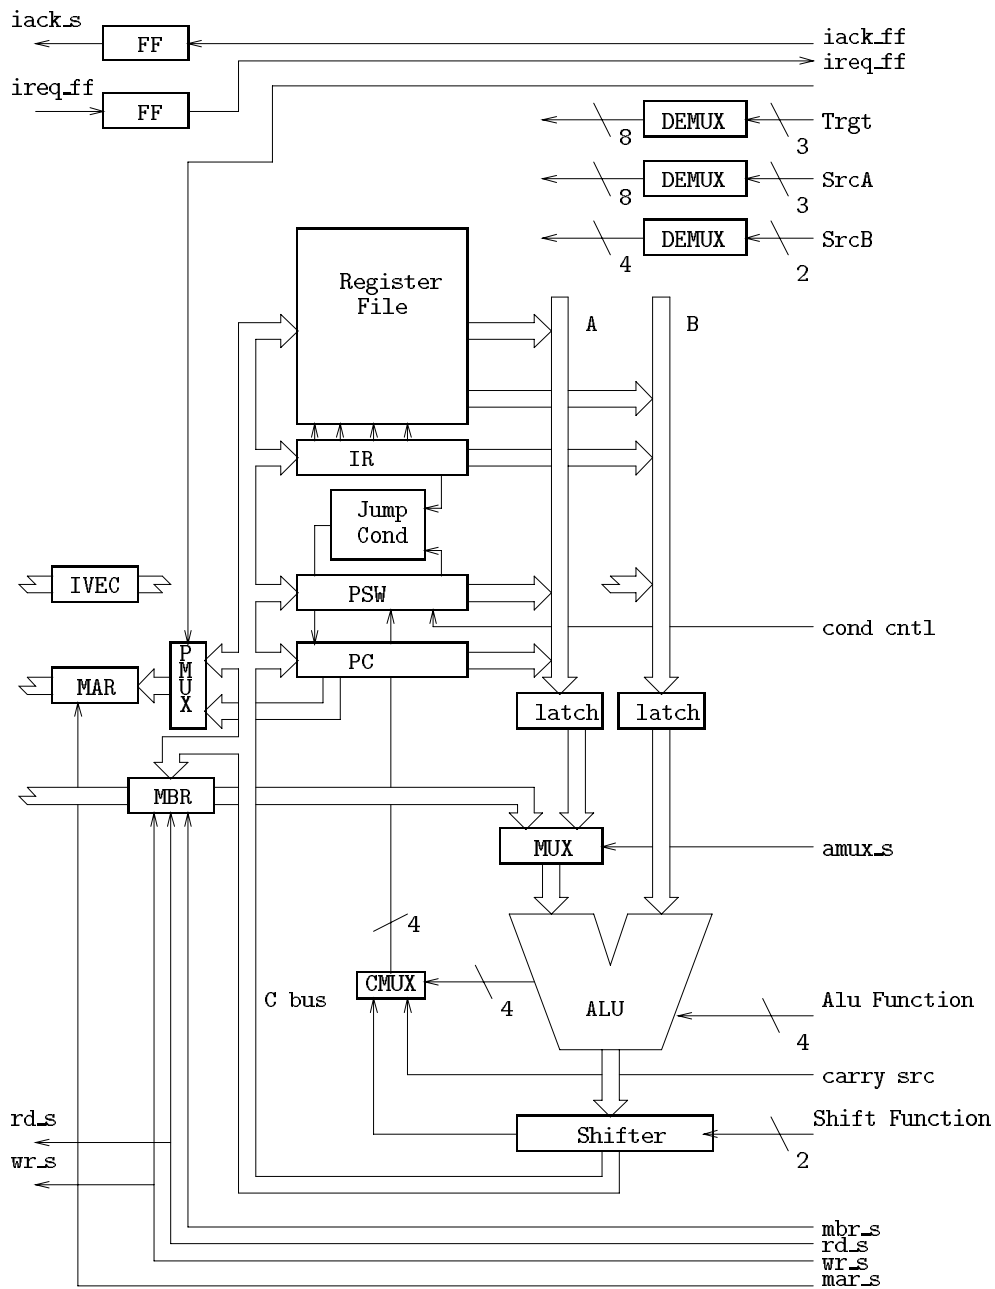 iack_s
FF
iack_ff
ireq_ff
ireq_ff
FF
DEMUX
Trgt
8
3
DEMUX
SrcA
8
3
DEMUX
SrcB
4
2
Register
File
A
B
IR
Jump
Cond
IVEC
PSW
cond cntl
PMUX
PC
MAR
latch
latch
MBR
MUX
amux_s
4
CMUX
C bus
4
ALU
Alu Function
4
carry src
rd_s
Shift Function
Shifter
wr_s
2
mbr_s
rd_s
wr_s
mar_s